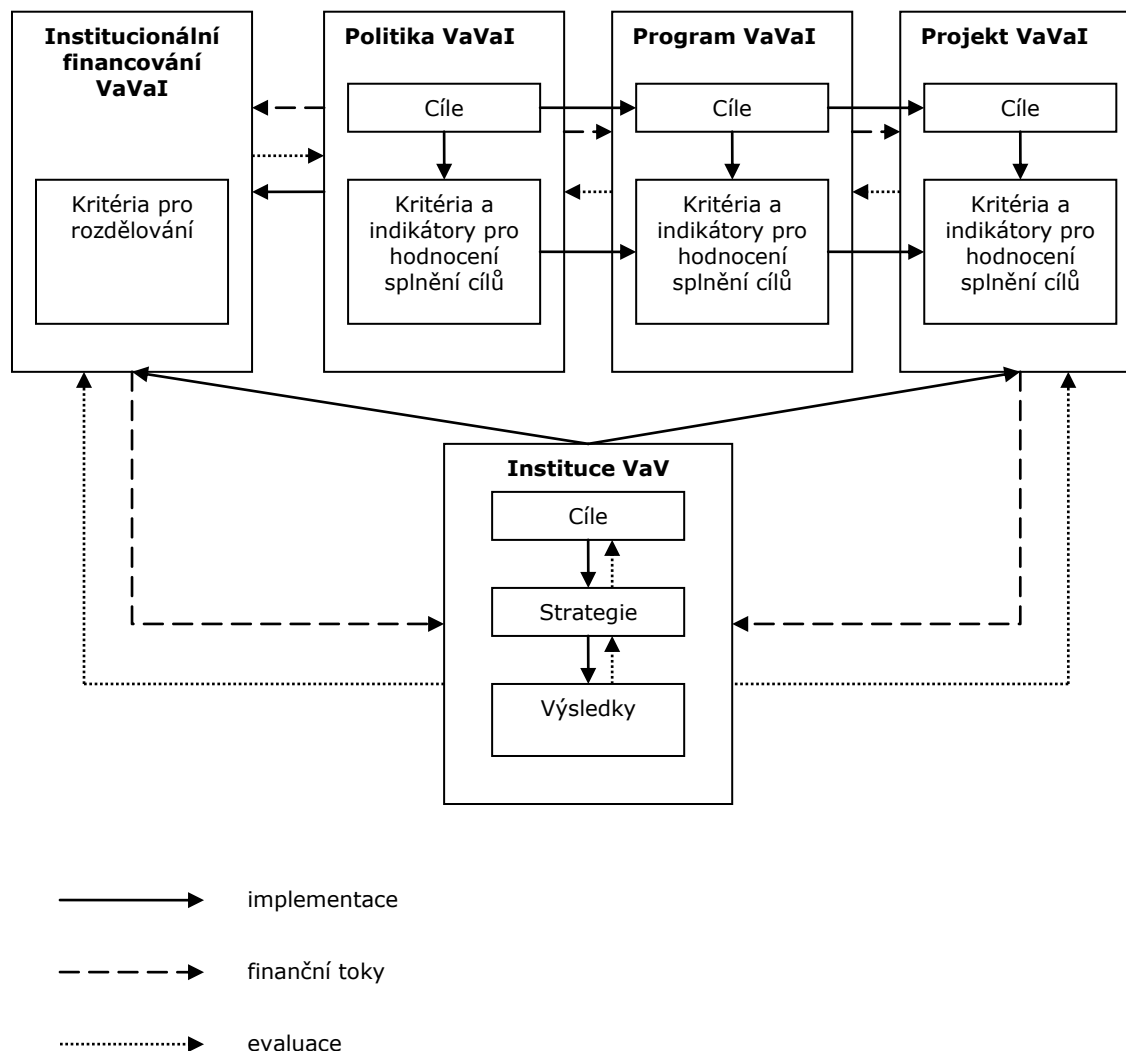 Institucionální
financování
VaVaI
Politika VaVaI
Program VaVaI
Projekt VaVaI
Cíle
Cíle
Cíle
Kritéria pro
rozdělování
Kritéria a
indikátory pro
hodnocení
splnění cílů
Kritéria a
indikátory pro
hodnocení
splnění cílů
Kritéria a
indikátory pro
hodnocení
splnění cílů
Instituce VaV
Cíle
Strategie
Výsledky
implementace
finanční toky
evaluace